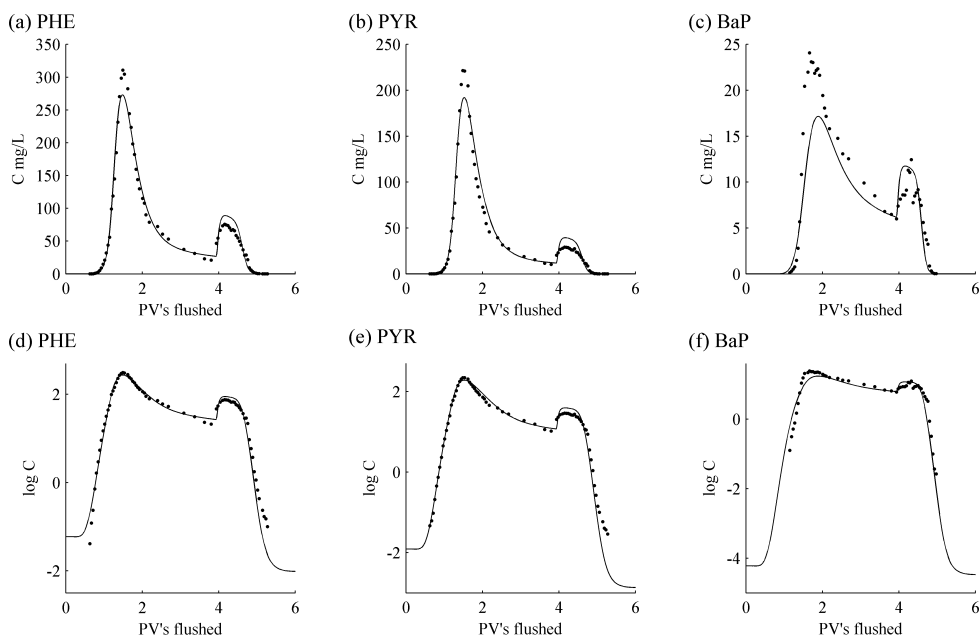 (a) PHE
(b) PYR
(c) BaP
350
300
250
200
150
100
50
0
C mg/L
0 2 4 6
PV's flushed
250
200
150
100
50
0
C mg/L
0 2 4 6
PV's flushed
25
20
15
10
5
0
C mg/L
0 2 4 6
PV's flushed
(d) PHE
(e) PYR
(f) BaP
2
0
-2
log C
0 2 4 6
PV's flushed
2
0
-2
log C
0 2 4 6
PV's flushed
0
-2
-4
log C
0 2 4 6
PV's flushed